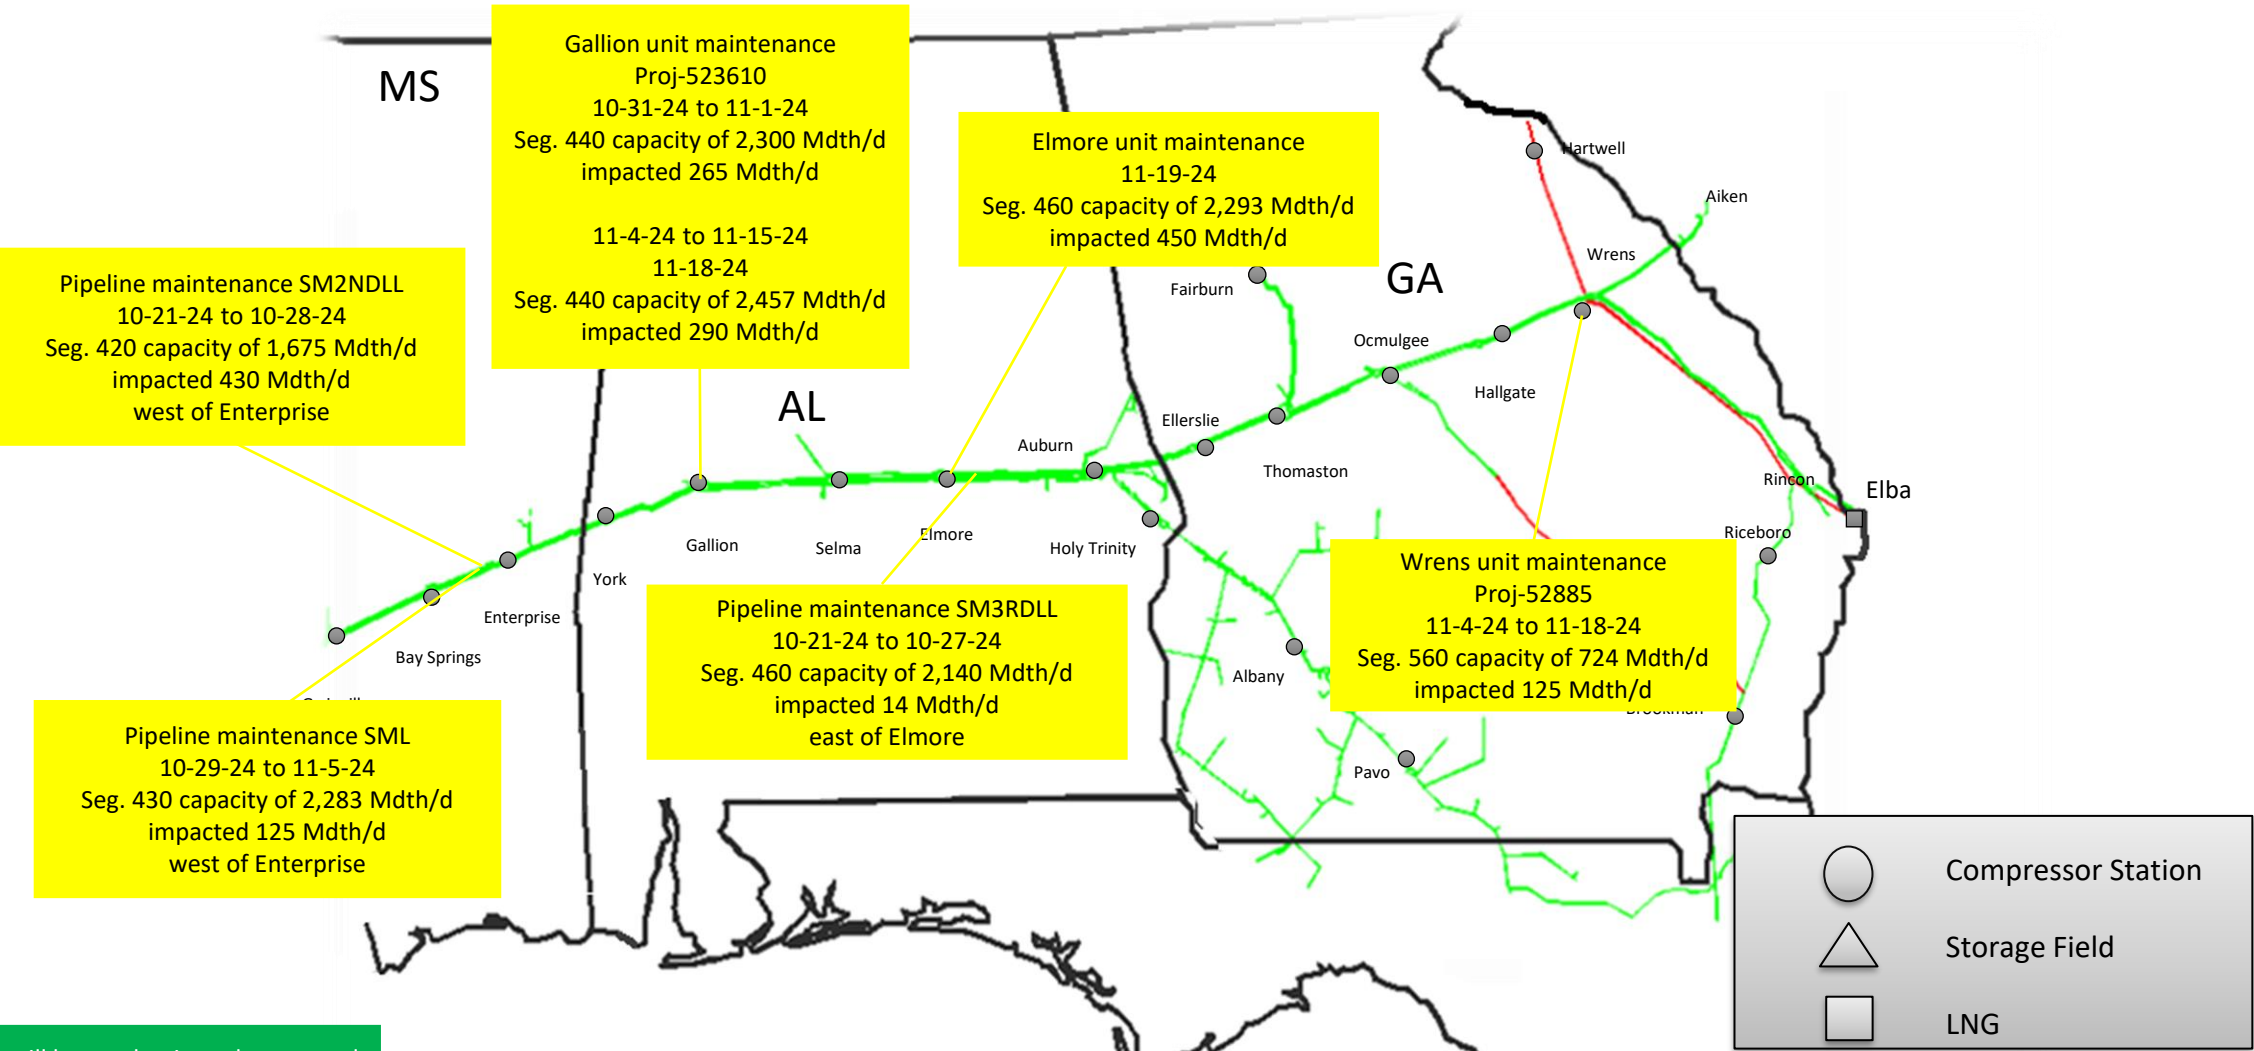 MS
Gallion unit maintenance
Proj-523610
10-31-24 to 11-1-24
Seg. 440 capacity of 2,300 Mdth/d
impacted 265 Mdth/d
11-4-24 to 11-15-24
11-18-24
Seg. 440 capacity of 2,457 Mdth/d
impacted 290 Mdth/d
Elmore unit maintenance
11-19-24
Seg. 460 capacity of 2,293 Mdth/d
impacted 450 Mdth/d
Hartwell
Aiken
Wrens
Fairburn
GA
Pipeline maintenance SM2NDLL
10-21-24 to 10-28-24
Seg. 420 capacity of 1,675 Mdth/d
impacted 430 Mdth/d
west of Enterprise
AL
Ocmulgee
Hallgate
Ellerslie
Auburn
Thomaston
Rincon
Elba
Riceboro
Gallion
Selma
Elmore
Holy Trinity
York
Enterprise
Bay Springs
Pipeline maintenance SM3RDLL
10-21-24 to 10-27-24
Seg. 460 capacity of 2,140 Mdth/d
impacted 14 Mdth/d
east of Elmore
Wrens unit maintenance
Proj-52885
11-4-24 to 11-18-24
Seg. 560 capacity of 724 Mdth/d
impacted 125 Mdth/d
Albany
Brookman
Pavo
Pipeline maintenance SML
10-29-24 to 11-5-24
Seg. 430 capacity of 2,283 Mdth/d
impacted 125 Mdth/d
west of Enterprise
Compressor Station
Storage Field
LNG